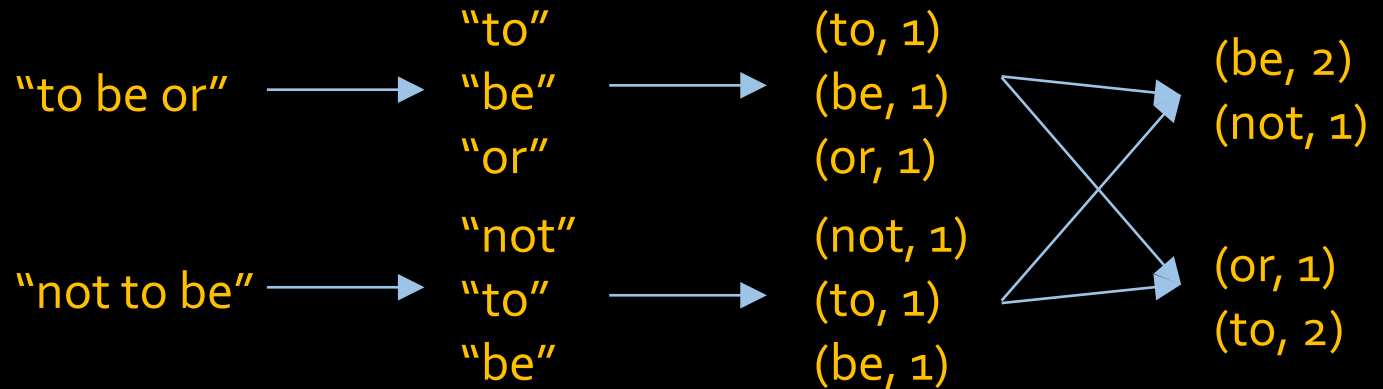 “to be or”
“not to be”
“to”
“be”
“or”
“not”
“to”
“be”
(to, 1)
(be, 1)
(or, 1)
(not, 1)
(to, 1)
(be, 1)
(be, 2)
(not, 1)
(or, 1)
(to, 2)